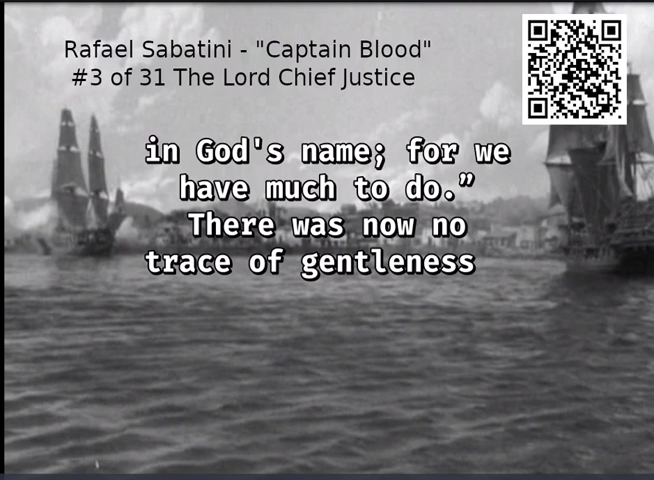 Rafael Sabatini - "Captain Blood"
#3 of 31 The Lord Chief Justice
in God's name; for we
have much to do.”
There was now no
trace of gentleness